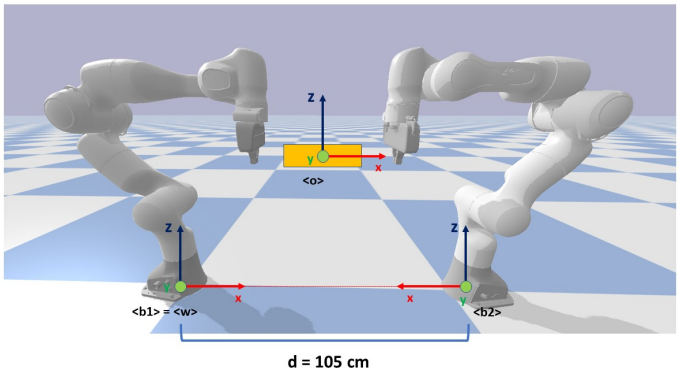 Z
y
x
<o>
Z
Z
y
x
x
y
<b1> = <w>
<b2>
d = 105 cm